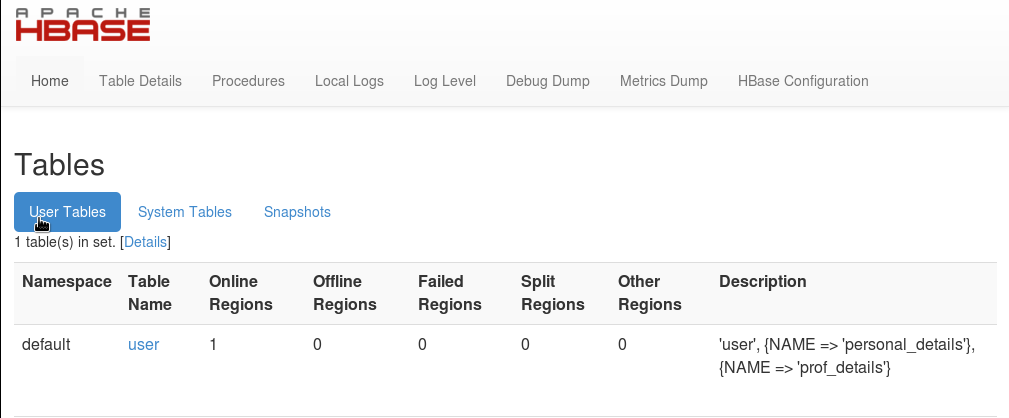 APACHE
HBASE
Home Table Details Procedures Local Logs Log Level Debug Dump Metrics Dump HBase Configuration
Tables
User Tables System Tables Snapshots
1 table(s) in set. [Details]
Namespace Table Name Online Regions Offline Regions Failed Regions Split Regions Other Regions Description
default user 1 0 0 0 0 'user', {NAME => 'personal_details'},
{NAME => 'prof_details'}